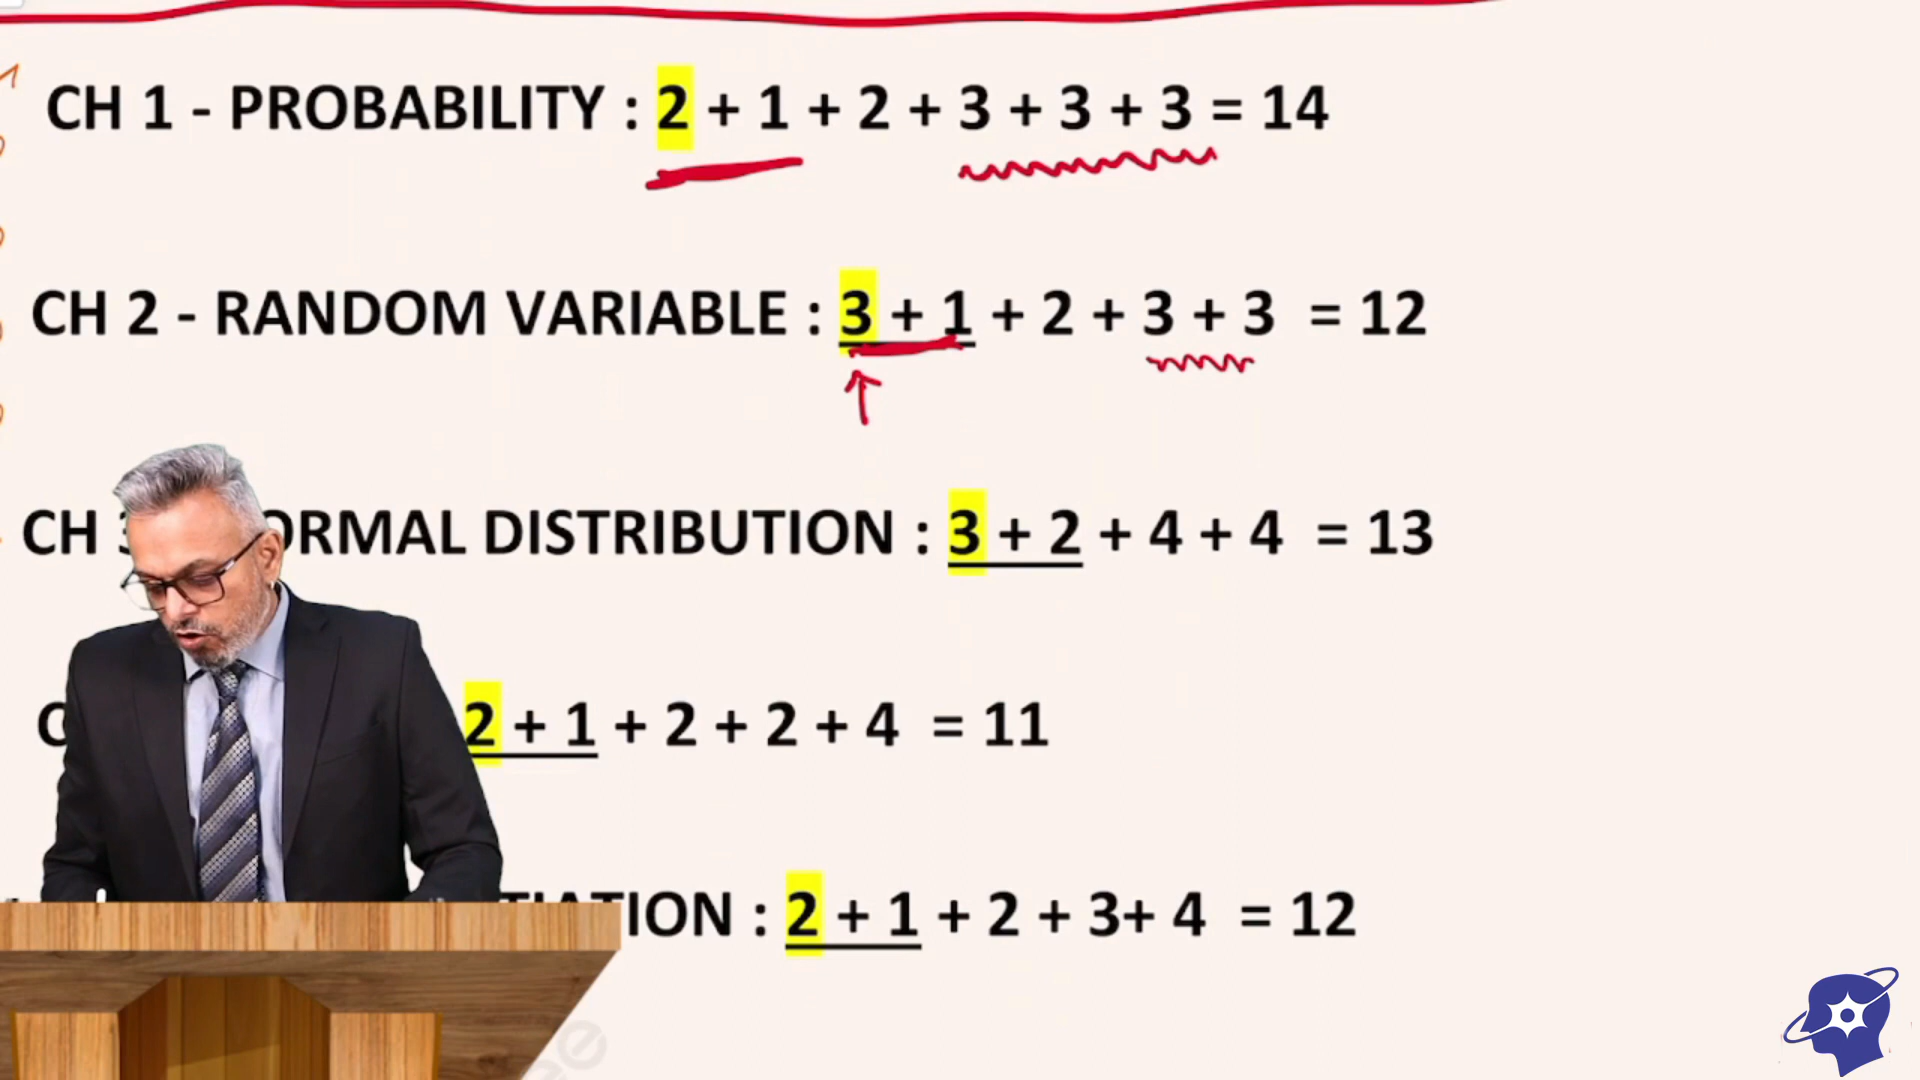 CH 1 - PROBABILITY : 2 + 1 + 2 + 3 + 3 + 3 = 14
CH 2 - RANDOM VARIABLE : 3 + 1 + 2 + 3 + 3 = 12
CH 3 ORMAL DISTRIBUTION : 3 + 2 + 4 + 4 = 13
2 + 1 + 2 + 2 + 4 = 11
TIATION : 2 + 1 + 2 + 3+ 4 = 12